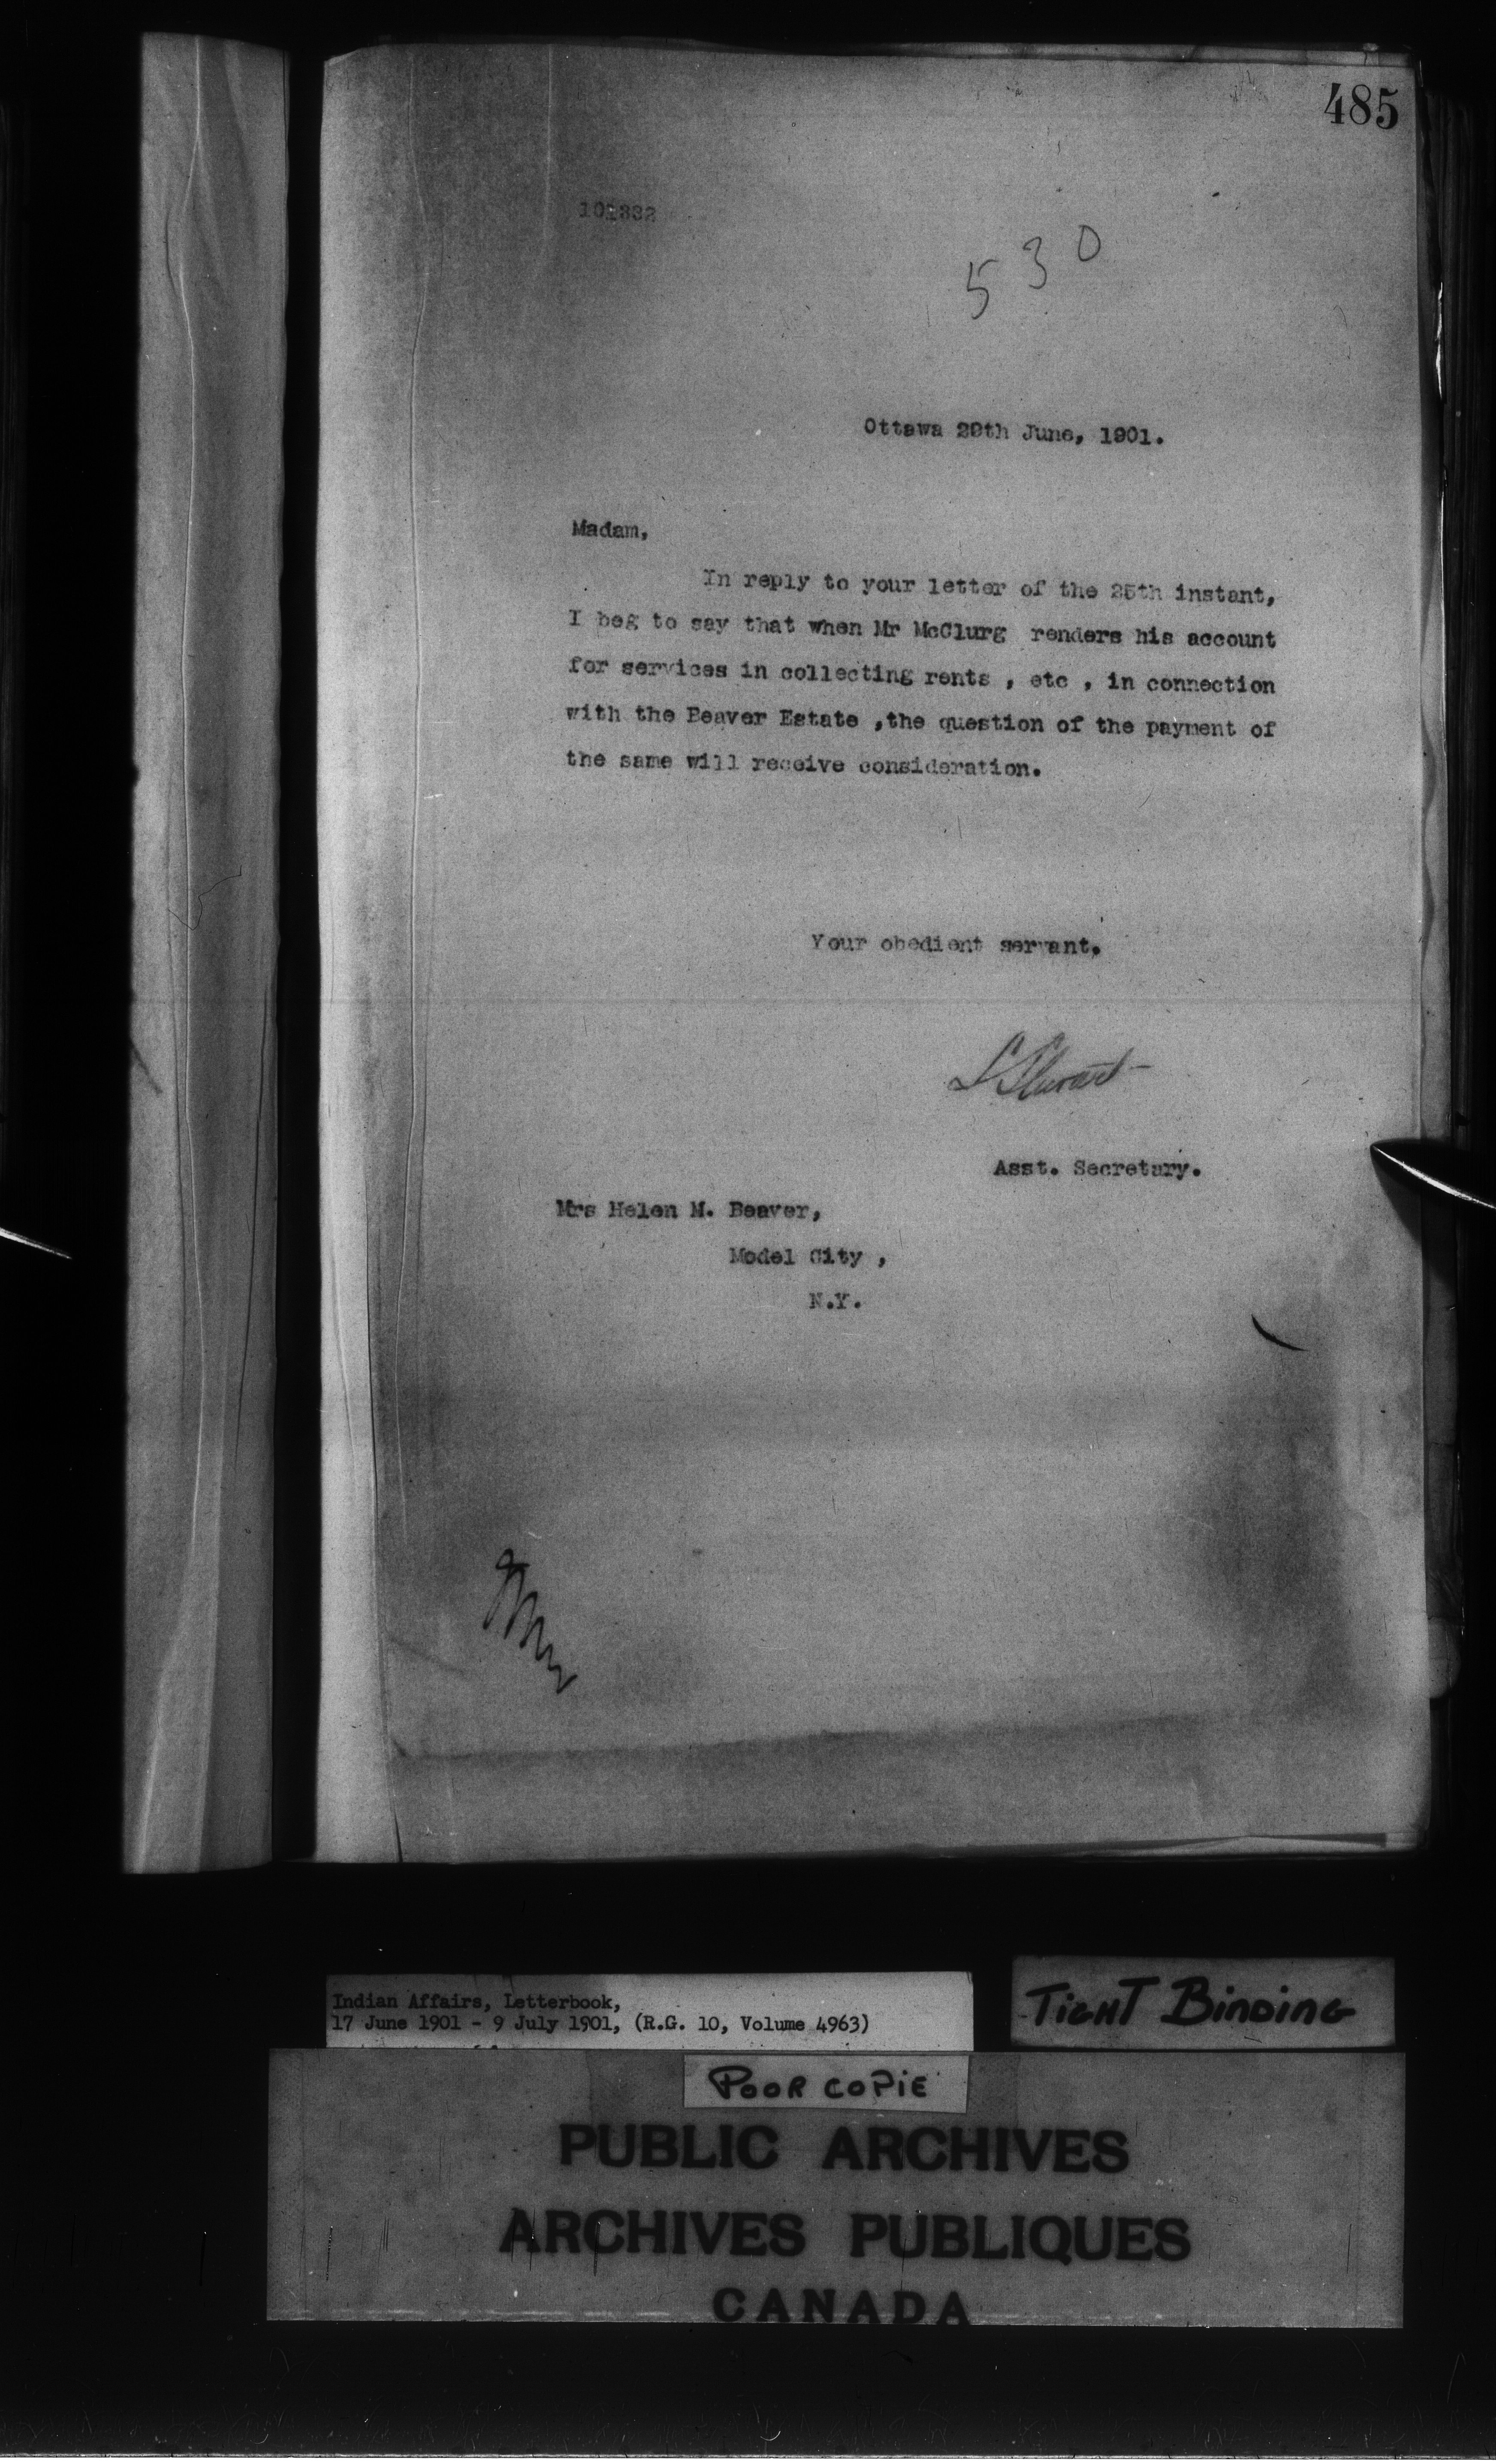 485
530
Ottawa 29th June, 1901.
Madam,
In reply to your letter of the 25th instant,
I beg to say that when Mr McClurg renders his account
for services in collecting rents , etc , in connection
with the Beaver Estate ,the question of the payment of
the same will receive consideration.
Your obedient servant.
S Stewart
Asst. Secretary.
Mrs Helen M. Beaver,
Model City ,
N.Y.
Indian Affairs, Letterbook,
17 June 1901 - 9 July 1901, (R.G. 10, Volume 4963)
TIGHT BINDING
POOR COPIE
PUBLIC ARCHIVES
ARCHIVES PUBLIQUES
CANADA